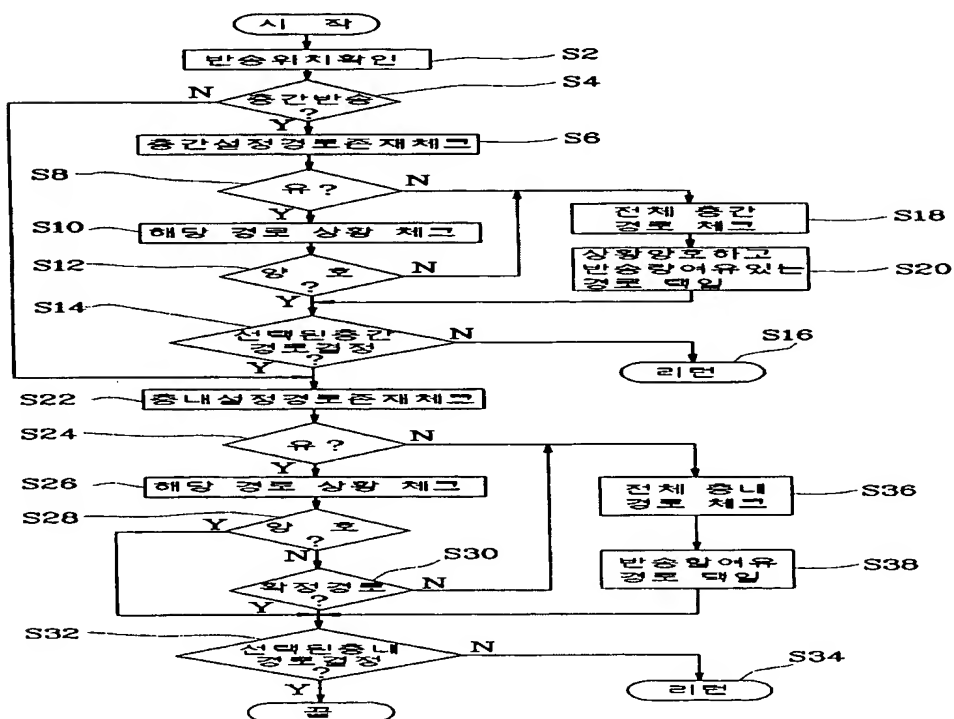 시 작
반송위치확인
S2
층간반송
?
S4
N
Y
층간설정경로존재체크
S6
S8
유?
N
Y
S10
해당 경로 상황 체크
S12
양 호
?
N
Y
전체 층간
경로 체크
S18
상황양호하고
반송량여유있는
경로 택일
S20
S14
선택된층간
경로결정
?
N
Y
S16
리턴
S22
층내설정경로존재체크
S24
유?
N
Y
S26
해당 경로 상황 체크
S28
양 호
?
Y
N
S30
확정경로
?
N
Y
전체 층내
경로 체크
S36
반송할여유
경로 택일
S38
S32
선택된층내
경로결정
?
N
Y
S34
리턴
끝